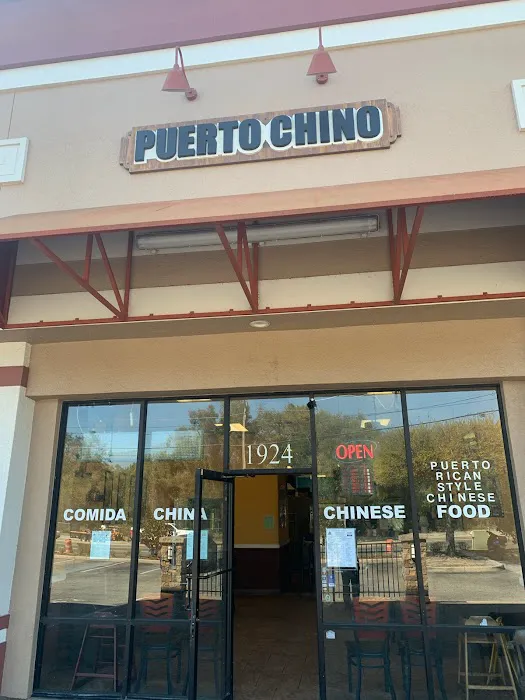 PUERTO CHINO
1924
OPEN
COMIDA CHINA
CHINESE FOOD
PUERTO
RICAN
STYLE
CHINESE